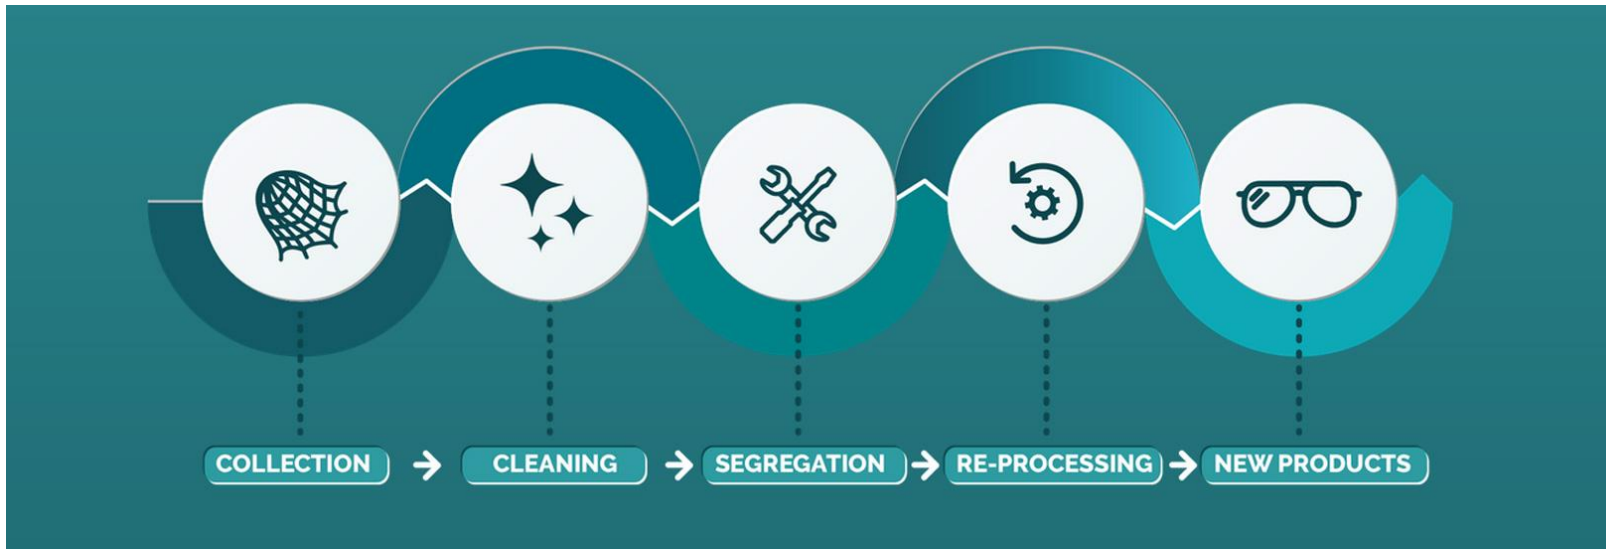 COLLECTION
CLEANING
SEGREGATION
RE-PROCESSING
NEW PRODUCTS